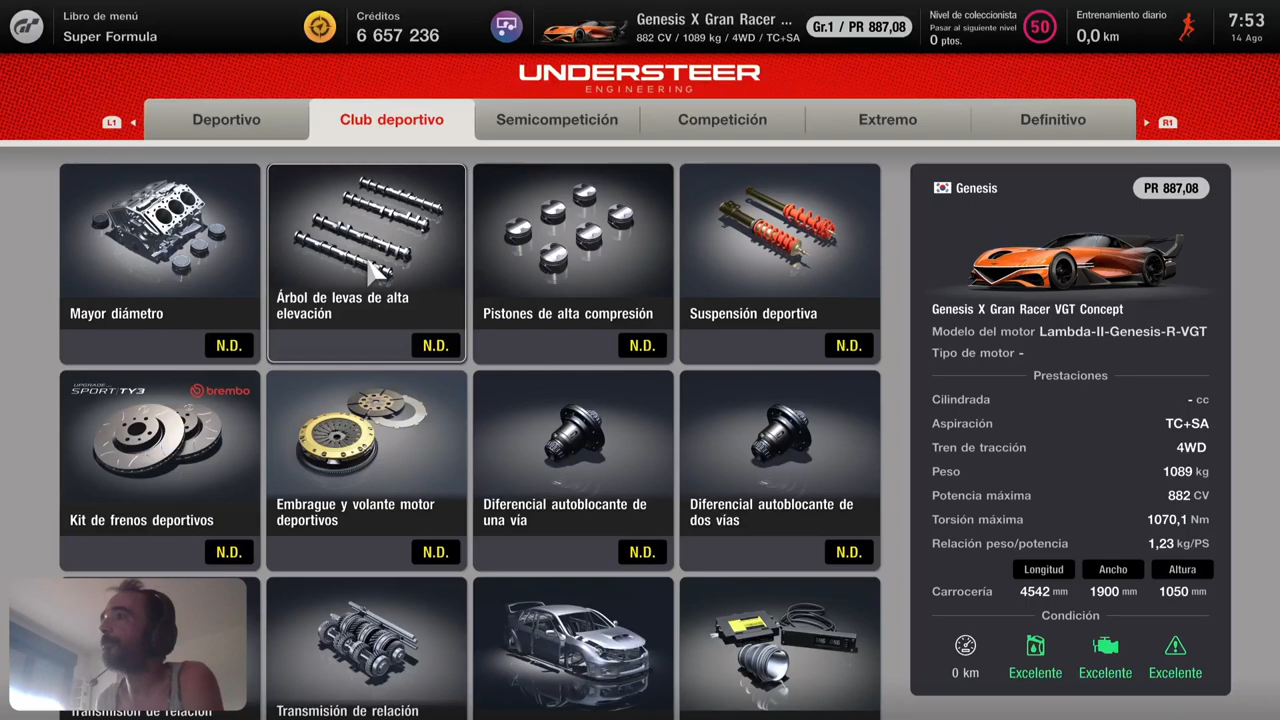 GT
Libro de menú
Super Formula
Créditos
6 657 236
Genesis X Gran Racer ...
882 CV / 1089 kg / 4WD / TC+SA
Gr.1 / PR 887,08
Nivel de coleccionista
Pasar al siguiente nivel
0 ptos.
50
Entrenamiento diario
0,0 km
7:53
14 Ago
UNDERSTEER
ENGINEERING
L1
Deportivo
Club deportivo
Semicompetición
Competición
Extremo
Definitivo
R1
Mayor diámetro
N.D.
Árbol de levas de alta
elevación
N.D.
Pistones de alta compresión
N.D.
Suspensión deportiva
N.D.
UPGRADE
SPORT:TY3
brembo
Kit de frenos deportivos
N.D.
Embrague y volante motor
deportivos
N.D.
Diferencial autoblocante de
una vía
N.D.
Diferencial autoblocante de
dos vías
N.D.
Transmisión de relación
Transmisión de relación
Genesis
PR 887,08
Genesis X Gran Racer VGT Concept
Modelo del motor Lambda-II-Genesis-R-VGT
Tipo de motor -
Prestaciones
Cilindrada - cc
Aspiración TC+SA
Tren de tracción 4WD
Peso 1089 kg
Potencia máxima 882 CV
Torsión máxima 1070,1 Nm
Relación peso/potencia 1,23 kg/PS
Longitud Ancho Altura
Carrocería 4542 mm 1900 mm 1050 mm
Condición
0 km Excelente Excelente Excelente